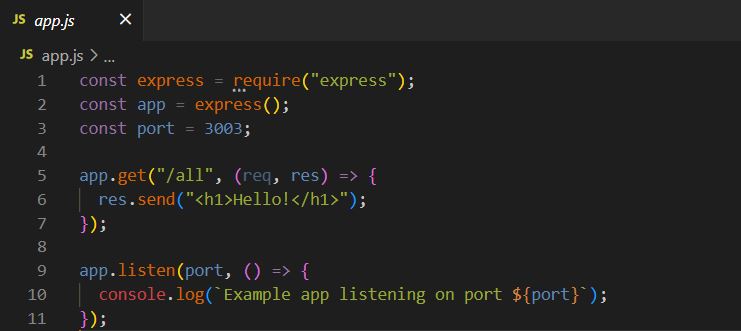 JS app.js ×
JS app.js > ...
1 const express = require("express");
2 const app = express();
3 const port = 3003;
4
5 app.get("/all", (req, res) => {
6 res.send("<h1>Hello!</h1>");
7 });
8
9 app.listen(port, () => {
10 console.log(`Example app listening on port ${port}`);
11 });